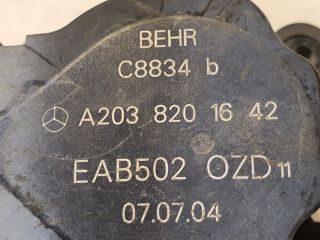 BEHR
C8834 b
A203 820 16 42
EAB502 OZD 11
07.07.04